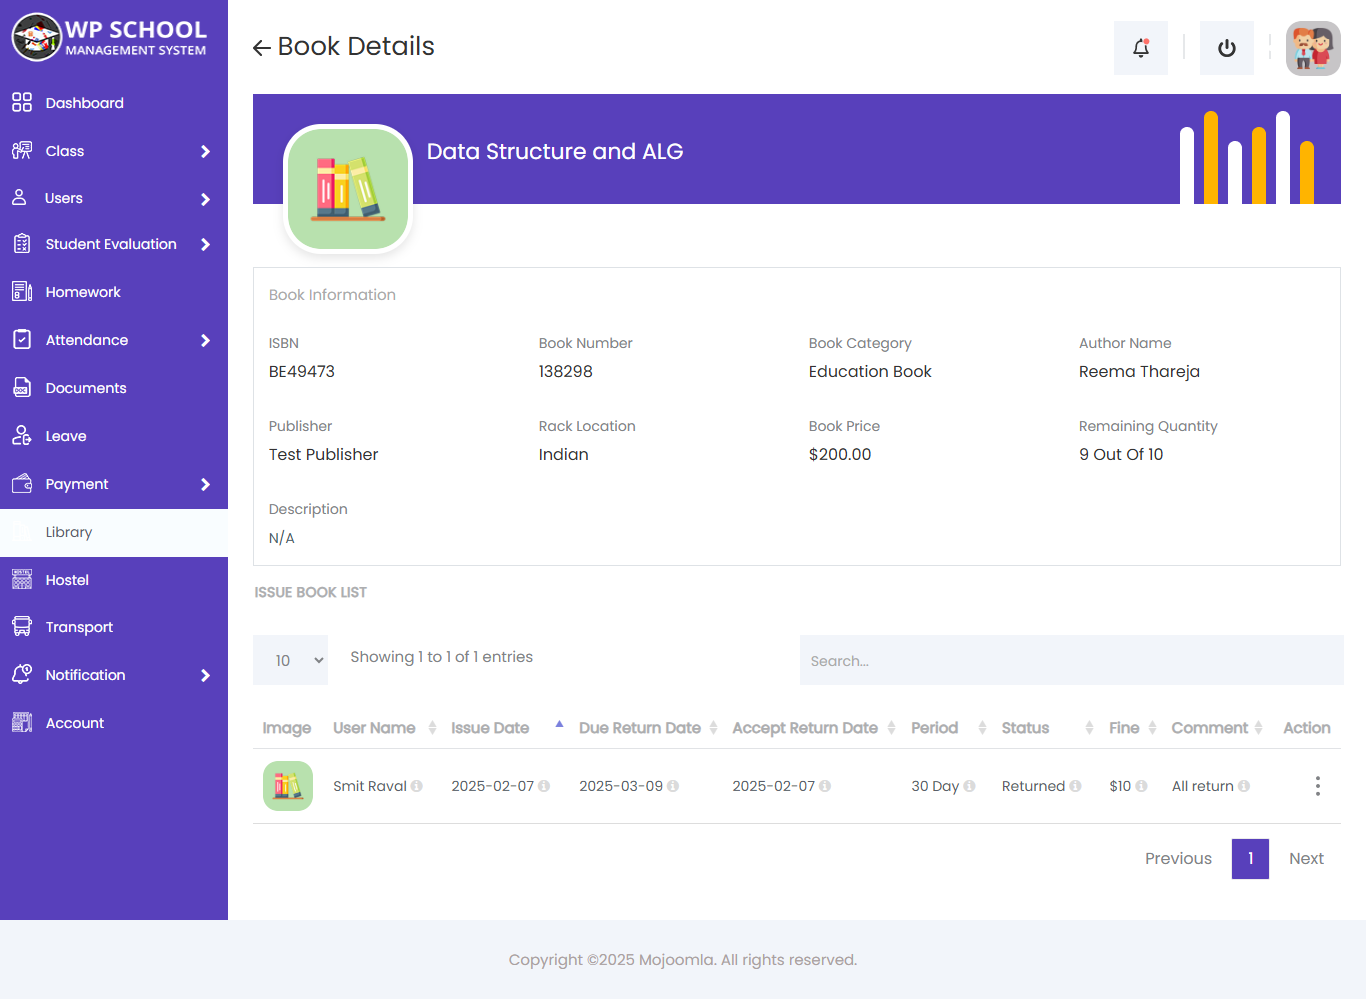 WP SCHOOL
MANAGEMENT SYSTEM
Dashboard
Class
Users
Student Evaluation
Homework
Attendance
Documents
Leave
Payment
Library
Hostel
Transport
Notification
Account
Book Details
Data Structure and ALG
Book Information
ISBN Book Number Book Category Author Name
BE49473 138298 Education Book Reema Thareja
Publisher Rack Location Book Price Remaining Quantity
Test Publisher Indian $200.00 9 Out Of 10
Description
N/A
ISSUE BOOK LIST
10 Showing 1 to 1 of 1 entries Search...
Image User Name Issue Date Due Return Date Accept Return Date Period Status Fine Comment Action
Smit Raval 2025-02-07 2025-03-09 2025-02-07 30 Day Returned $10 All return
Previous 1 Next
Copyright ©2025 Mojoomla. All rights reserved.